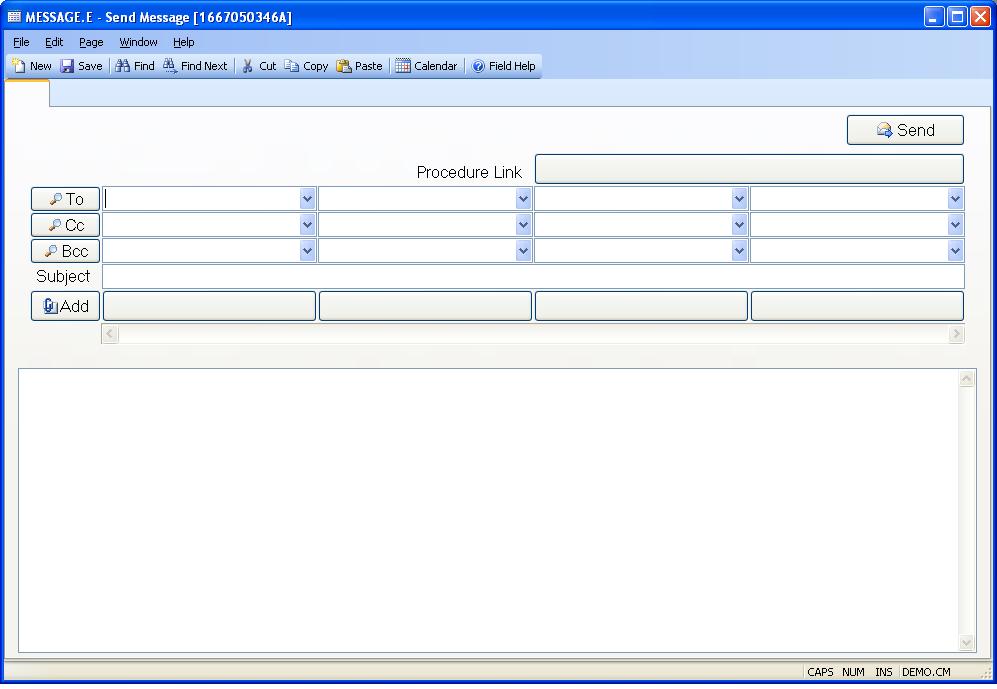 MESSAGE.E - Send Message [1667050346A]
File Edit Page Window Help
New Save Find Find Next Cut Copy Paste Calendar Field Help
Send
Procedure Link
To
Cc
Bcc
Subject
Add
CAPS NUM INS DEMO.CM